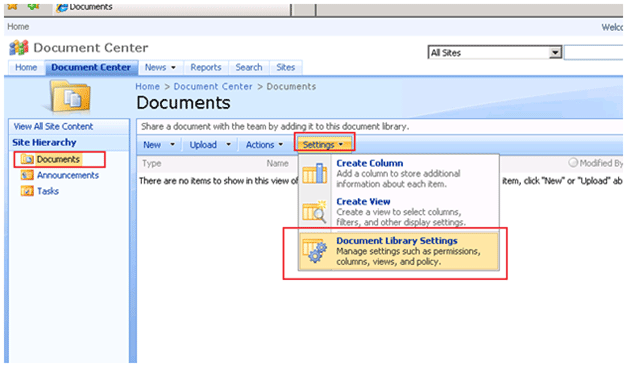 Documents
Home
Document Center
All Sites
Home Document Center News Reports Search Sites
Home > Document Center > Documents
Documents
View All Site Content
Share a document with the team by adding it to this document library.
Site Hierarchy
New Upload Actions Settings
Documents
Type Name Modified By
Announcements
There are no items to show in this view of
item, click "New" or "Upload"
Tasks
Create Column
Add a column to store additional
information about each item.
Create View
Create a view to select columns,
filters, and other display settings.
Document Library Settings
Manage settings such as permissions,
columns, views, and policy.